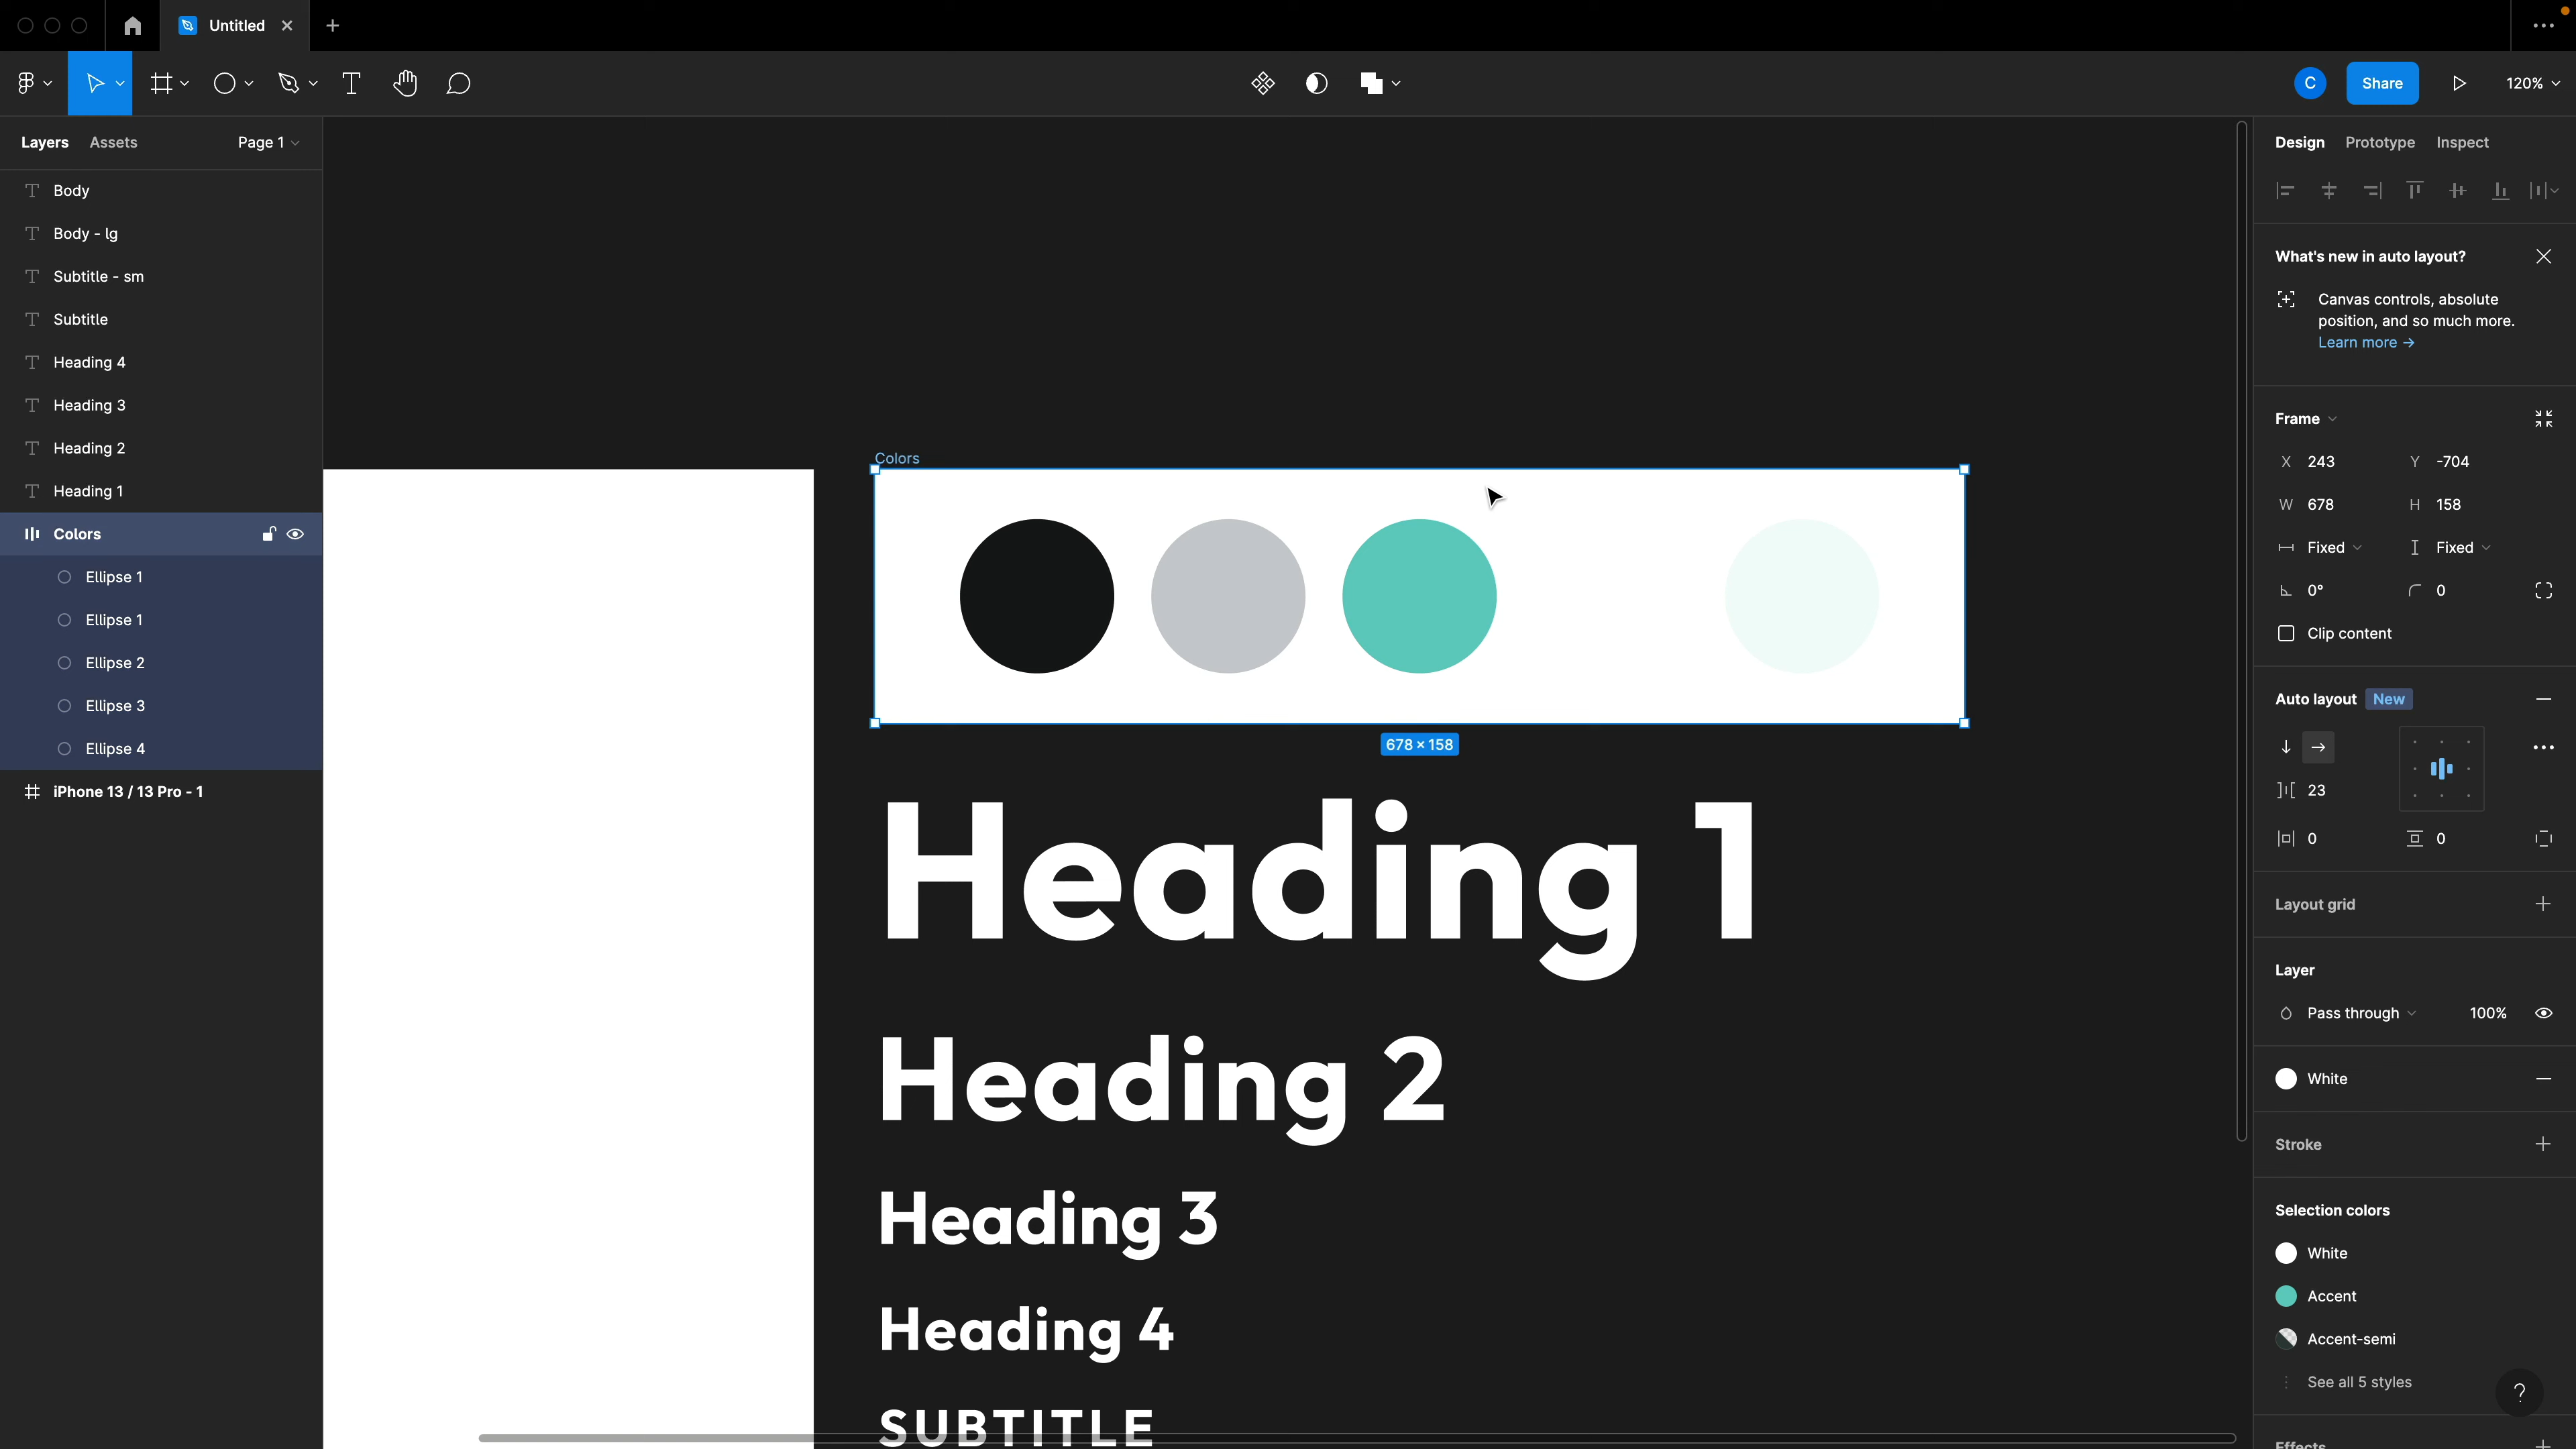 Untitled
C
Share
120%
Layers
Assets
Page 1
Body
Body - lg
Subtitle - sm
Subtitle
Heading 4
Heading 3
Heading 2
Heading 1
Colors
Ellipse 1
Ellipse 1
Ellipse 2
Ellipse 3
Ellipse 4
iPhone 13 / 13 Pro - 1
Colors
678 × 158
Heading 1
Heading 2
Heading 3
Heading 4
SUBTITLE
Design
Prototype
Inspect
What's new in auto layout?
Canvas controls, absolute
position, and so much more.
Learn more →
Frame
X 243
Y -704
W 678
H 158
Fixed
Fixed
0°
0
Clip content
Auto layout New
23
0
0
Layout grid
Layer
Pass through
100%
White
Stroke
Selection colors
White
Accent
Accent-semi
See all 5 styles
?
Effects